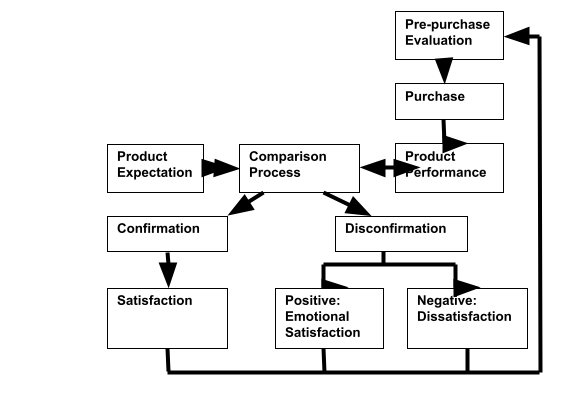 Pre-purchase
Evaluation
Purchase
Product
Expectation
Comparison
Process
Product
Performance
Confirmation
Disconfirmation
Satisfaction
Positive:
Emotional
Satisfaction
Negative:
Dissatisfaction